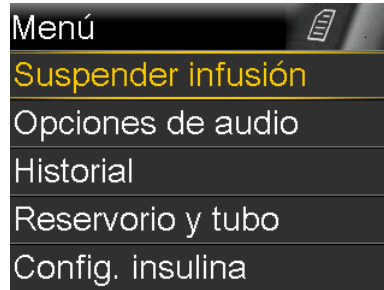 Menú
Suspender infusión
Opciones de audio
Historial
Reservorio y tubo
Config. insulina